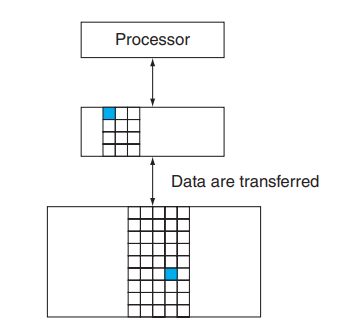 Processor
Data are transferred